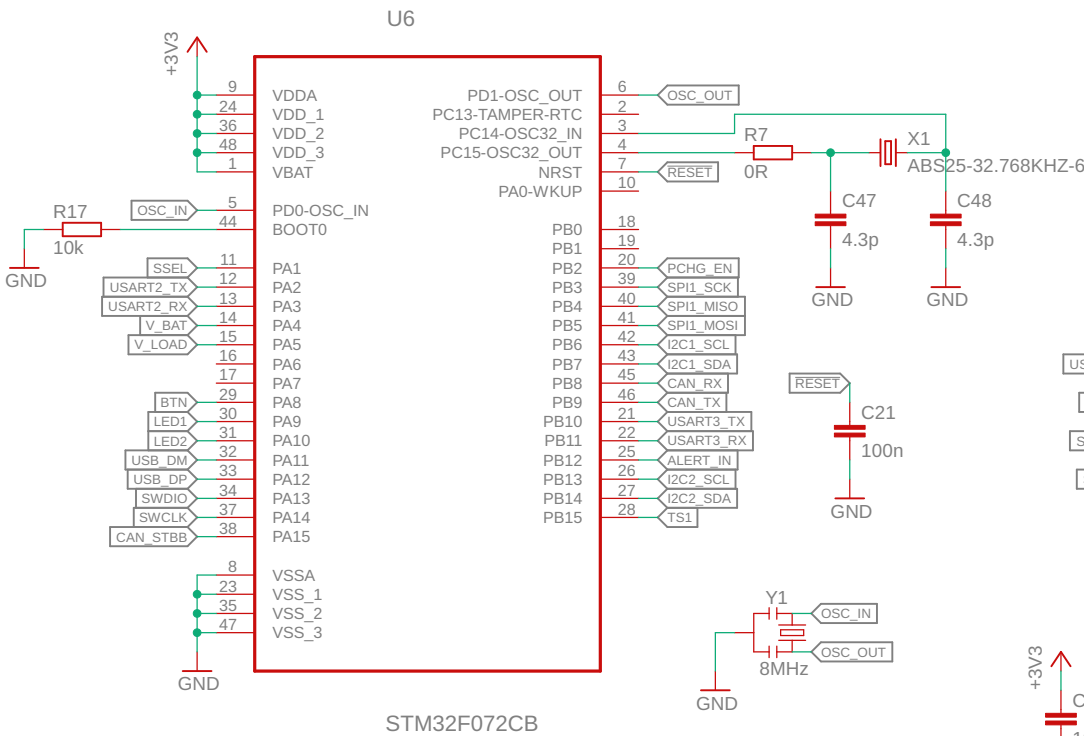 U6
+3V3
9 VDDA
24 VDD_1
36 VDD_2
48 VDD_3
1 VBAT
OSC_IN 5 PD0-OSC_IN
R17 44 BOOT0
10k
GND
SSEL 11 PA1
USART2_TX 12 PA2
USART2_RX 13 PA3
V_BAT 14 PA4
V_LOAD 15 PA5
16 PA6
17 PA7
BTN 29 PA8
LED1 30 PA9
LED2 31 PA10
USB_DM 32 PA11
USB_DP 33 PA12
SWDIO 34 PA13
SWCLK 37 PA14
CAN_STBB 38 PA15
8 VSSA
23 VSS_1
35 VSS_2
47 VSS_3
GND
PD1-OSC_OUT 6 OSC_OUT
PC13-TAMPER-RTC 2
PC14-OSC32_IN 3
PC15-OSC32_OUT 4
NRST 7 RESET
PA0-WKUP 10
PB0 18
PB1 19
PB2 20 PCHG_EN
PB3 39 SPI1_SCK
PB4 40 SPI1_MISO
PB5 41 SPI1_MOSI
PB6 42 I2C1_SCL
PB7 43 I2C1_SDA
PB8 45 CAN_RX
PB9 46 CAN_TX
PB10 21 USART3_TX
PB11 22 USART3_RX
PB12 25 ALERT_IN
PB13 26 I2C2_SCL
PB14 27 I2C2_SDA
PB15 28 TS1
STM32F072CB
R7
0R
X1
ABS25-32.768KHZ-6
C47
4.3p
GND
C48
4.3p
GND
RESET
C21
100n
GND
Y1
OSC_IN
OSC_OUT
8MHz
GND
+3V3